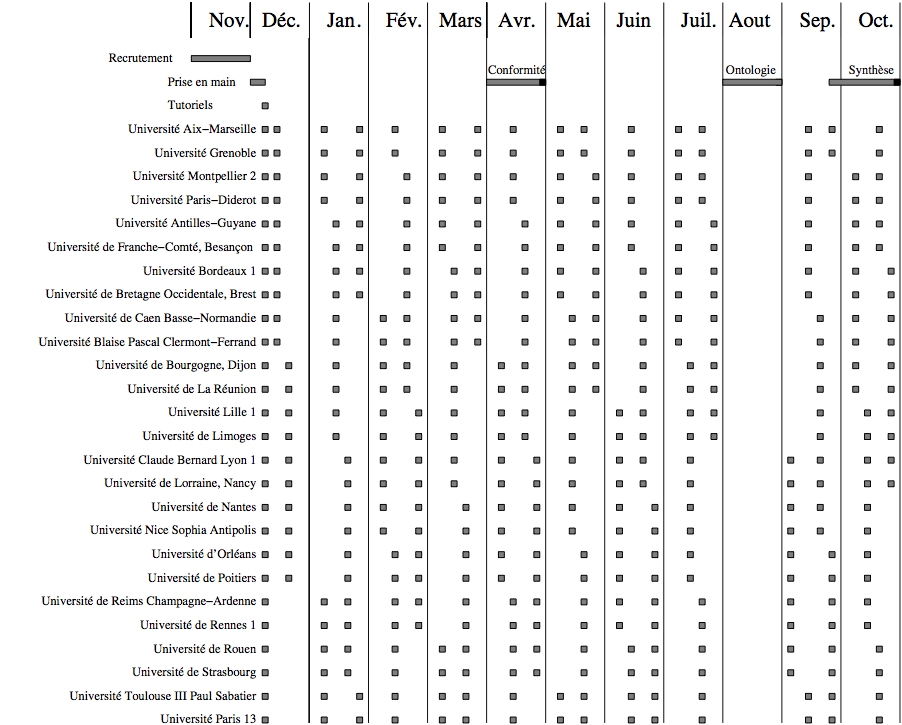 Nov. Déc. Jan. Fév. Mars Avr. Mai Juin Juil. Aout Sep. Oct.
Recrutement
Conformité Ontologie Synthèse
Prise en main
Tutoriels
Université Aix−Marseille
Université Grenoble
Université Montpellier 2
Université Paris−Diderot
Université Antilles−Guyane
Université de Franche−Comté, Besançon
Université Bordeaux 1
Université de Bretagne Occidentale, Brest
Université de Caen Basse−Normandie
Université Blaise Pascal Clermont−Ferrand
Université de Bourgogne, Dijon
Université de La Réunion
Université Lille 1
Université de Limoges
Université Claude Bernard Lyon 1
Université de Lorraine, Nancy
Université de Nantes
Université Nice Sophia Antipolis
Université d'Orléans
Université de Poitiers
Université de Reims Champagne−Ardenne
Université de Rennes 1
Université de Rouen
Université de Strasbourg
Université Toulouse III Paul Sabatier
Université Paris 13